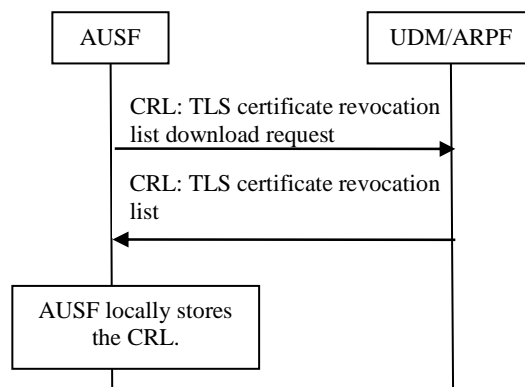 AUSF
UDM/ARPF
CRL: TLS certificate revocation
list download request
CRL: TLS certificate revocation
list
AUSF locally stores
the CRL.